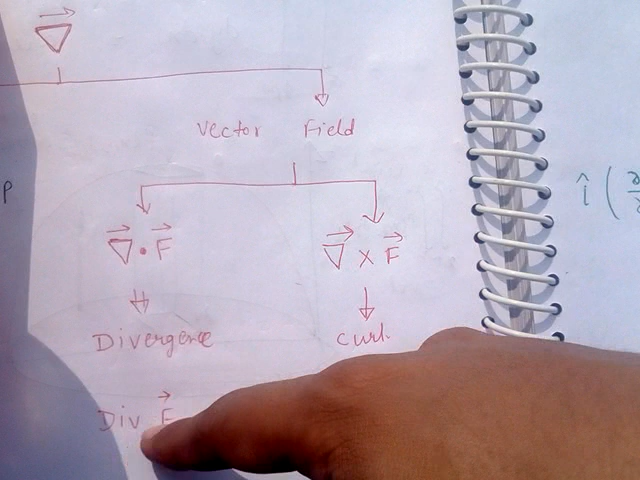 ∇⃗
Vector Field
∇⃗ · F⃗
∇⃗ × F⃗
Divergence
Curl
Div F⃗
P
î (